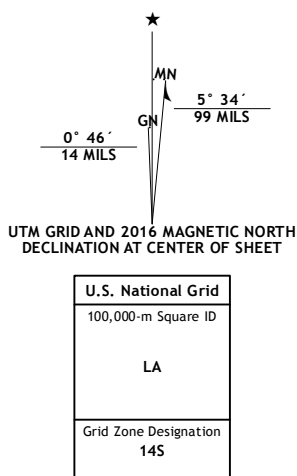 ★
MN
GN
5° 34´
99 MILS
0° 46´
14 MILS
UTM GRID AND 2016 MAGNETIC NORTH
DECLINATION AT CENTER OF SHEET
U.S. National Grid
100,000-m Square ID
LA
Grid Zone Designation
14S